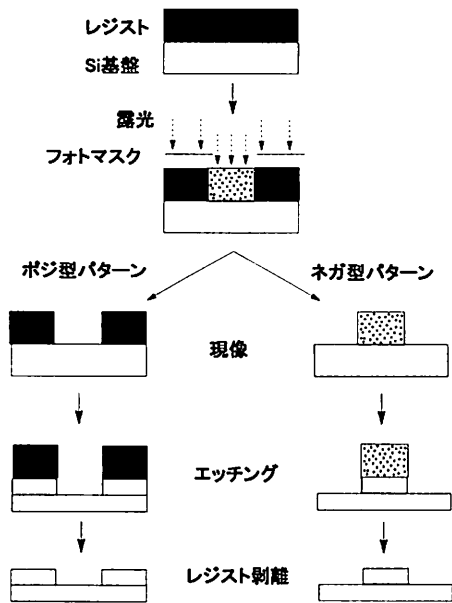 レジスト
Si基盤
露光
フォトマスク
ポジ型パターン
ネガ型パターン
現像
エッチング
レジスト剥離